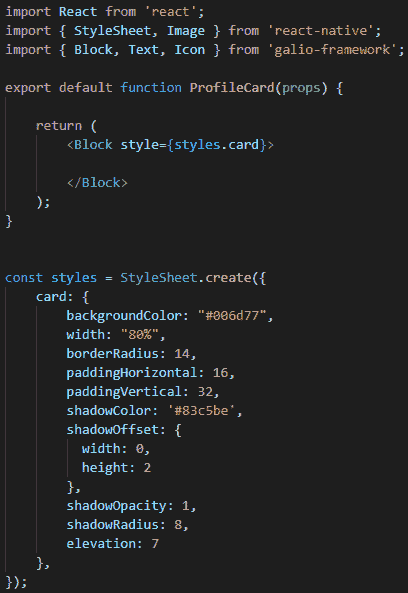 import React from 'react';
import { StyleSheet, Image } from 'react-native';
import { Block, Text, Icon } from 'galio-framework';
export default function ProfileCard(props) {
    return (
        <Block style={styles.card}>
        </Block>
    );
}
const styles = StyleSheet.create({
    card: {
        backgroundColor: "#006d77",
        width: "80%",
        borderRadius: 14,
        paddingHorizontal: 16,
        paddingVertical: 32,
        shadowColor: '#83c5be',
        shadowOffset: {
          width: 0,
          height: 2
        },
        shadowOpacity: 1,
        shadowRadius: 8,
        elevation: 7
    },
});